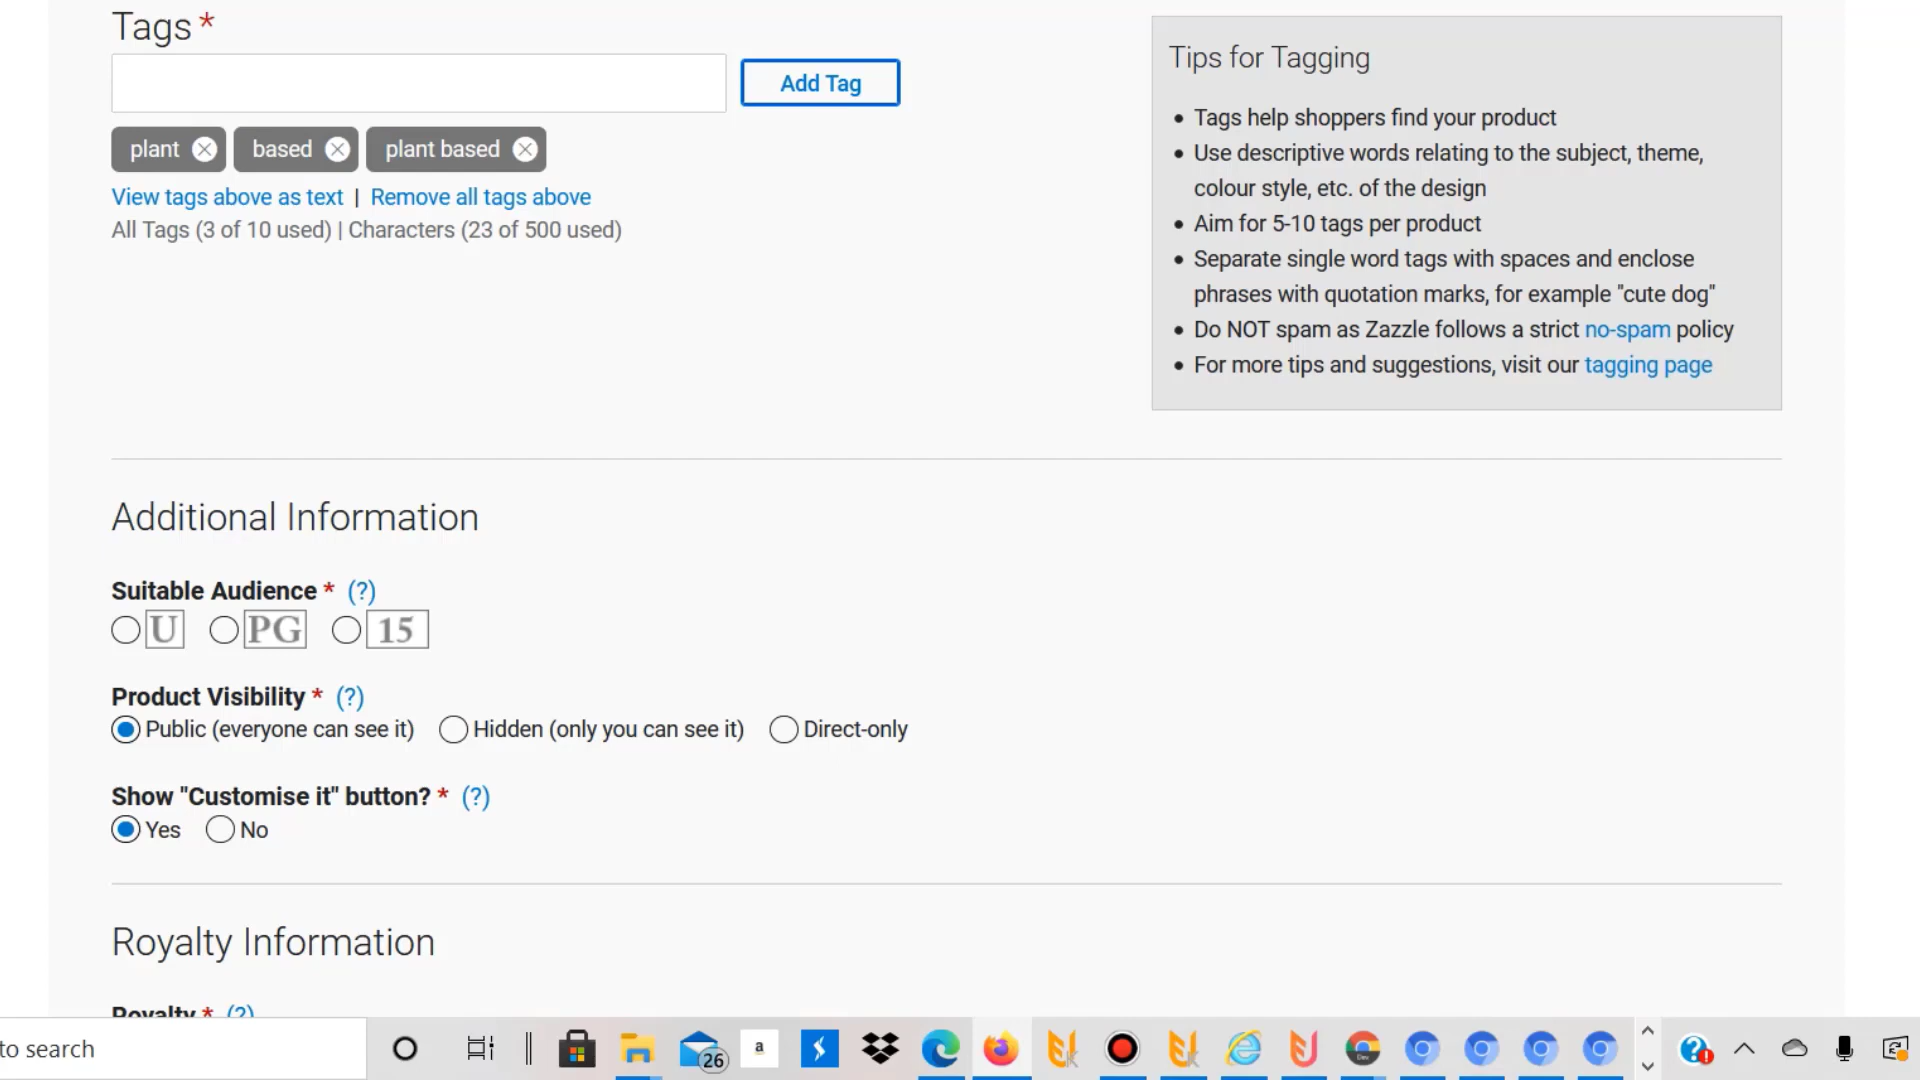 Tags *
Add Tag
plant
based
plant based
View tags above as text | Remove all tags above
All Tags (3 of 10 used) | Characters (23 of 500 used)
Tips for Tagging
Tags help shoppers find your product
Use descriptive words relating to the subject, theme,
colour style, etc. of the design
Aim for 5-10 tags per product
Separate single word tags with spaces and enclose
phrases with quotation marks, for example "cute dog"
Do NOT spam as Zazzle follows a strict no-spam policy
For more tips and suggestions, visit our tagging page
Additional Information
Suitable Audience * (?)
U PG 15
Product Visibility * (?)
Public (everyone can see it) Hidden (only you can see it) Direct-only
Show "Customise it" button? * (?)
Yes No
Royalty Information
Royalty * (?)
to search
26
a
Dev